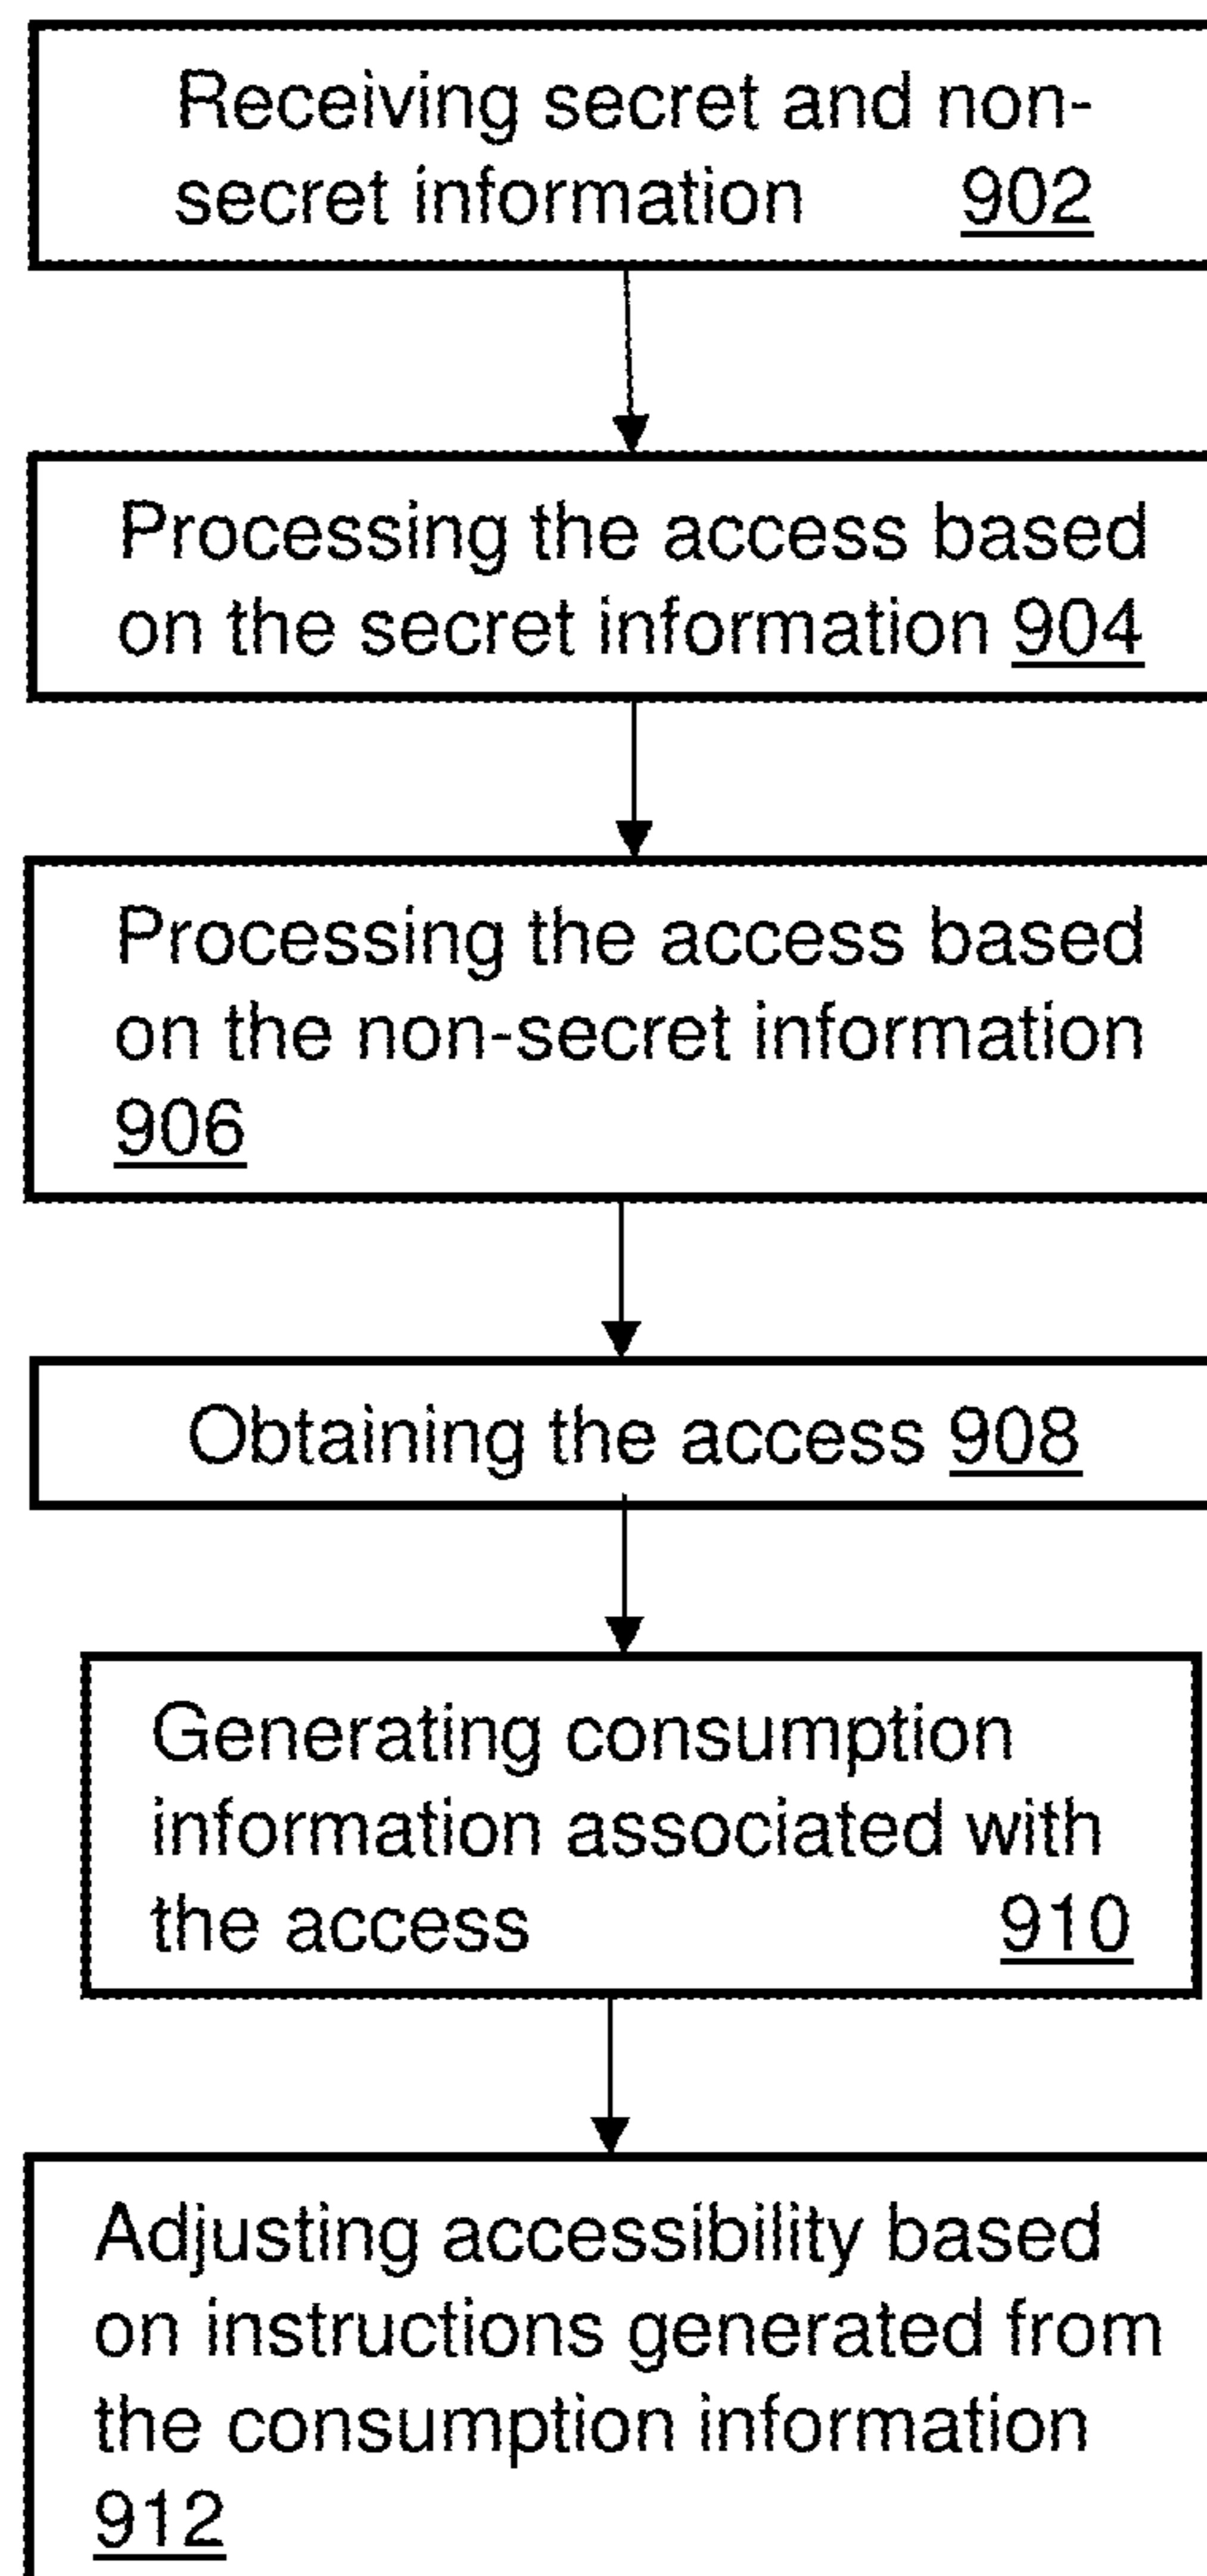 Receiving secret and non-
secret information 902
Processing the access based
on the secret information 904
Processing the access based
on the non-secret information
906
Obtaining the access 908
Generating consumption
information associated with
the access 910
Adjusting accessibility based
on instructions generated from
the consumption information
912